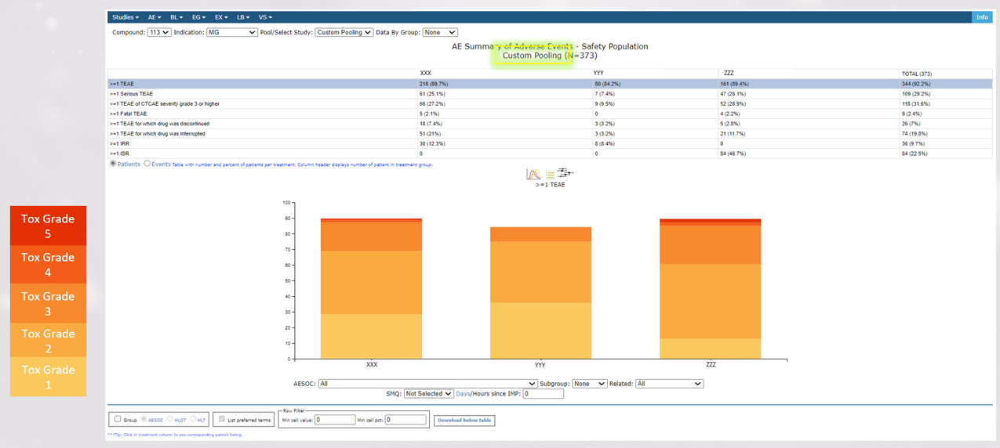 Studies AE BL EG EX LB VS Info
Compound: 113 Indication: MG Pool/Select Study: Custom Pooling Data By Group: None
AE Summary of Adverse Events - Safety Population
Custom Pooling (N=373)
XXX YYY ZZZ TOTAL (373)
>=1 TEAE 218 (89.7%) 80 (84.2%) 161 (89.4%) 344 (92.2%)
>=1 Serious TEAE 61 (25.1%) 7 (7.4%) 47 (26.1%) 109 (29.2%)
>=1 TEAE of CTCAE severity grade 3 or higher 66 (27.2%) 9 (9.5%) 52 (28.9%) 118 (31.6%)
>=1 Fatal TEAE 5 (2.1%) 0 4 (2.2%) 9 (2.4%)
>=1 TEAE for which drug was discontinued 18 (7.4%) 3 (3.2%) 5 (2.8%) 26 (7%)
>=1 TEAE for which drug was interrupted 51 (21%) 3 (3.2%) 21 (11.7%) 74 (19.8%)
>=1 IRR 30 (12.3%) 8 (8.4%) 0 36 (9.7%)
>=1 ISR 0 0 84 (46.7%) 84 (22.5%)
Patients Events Table with number and percent of patients per treatment. Column header displays number of patient in treatment group.
>=1 TEAE
100
90
80
70
60
50
40
30
20
10
0
XXX YYY ZZZ
Tox Grade
5
Tox Grade
4
Tox Grade
3
Tox Grade
2
Tox Grade
1
AESOC: All Subgroup: None Related: All
SMQ: Not Selected Days/Hours since IMP: 0
Row Filter
Group AESOC HLGT HLT List preferred terms Min cell value: 0 Min cell pct: 0 Download below table
***Tip: Click in treatment column to see corresponding patient listing.